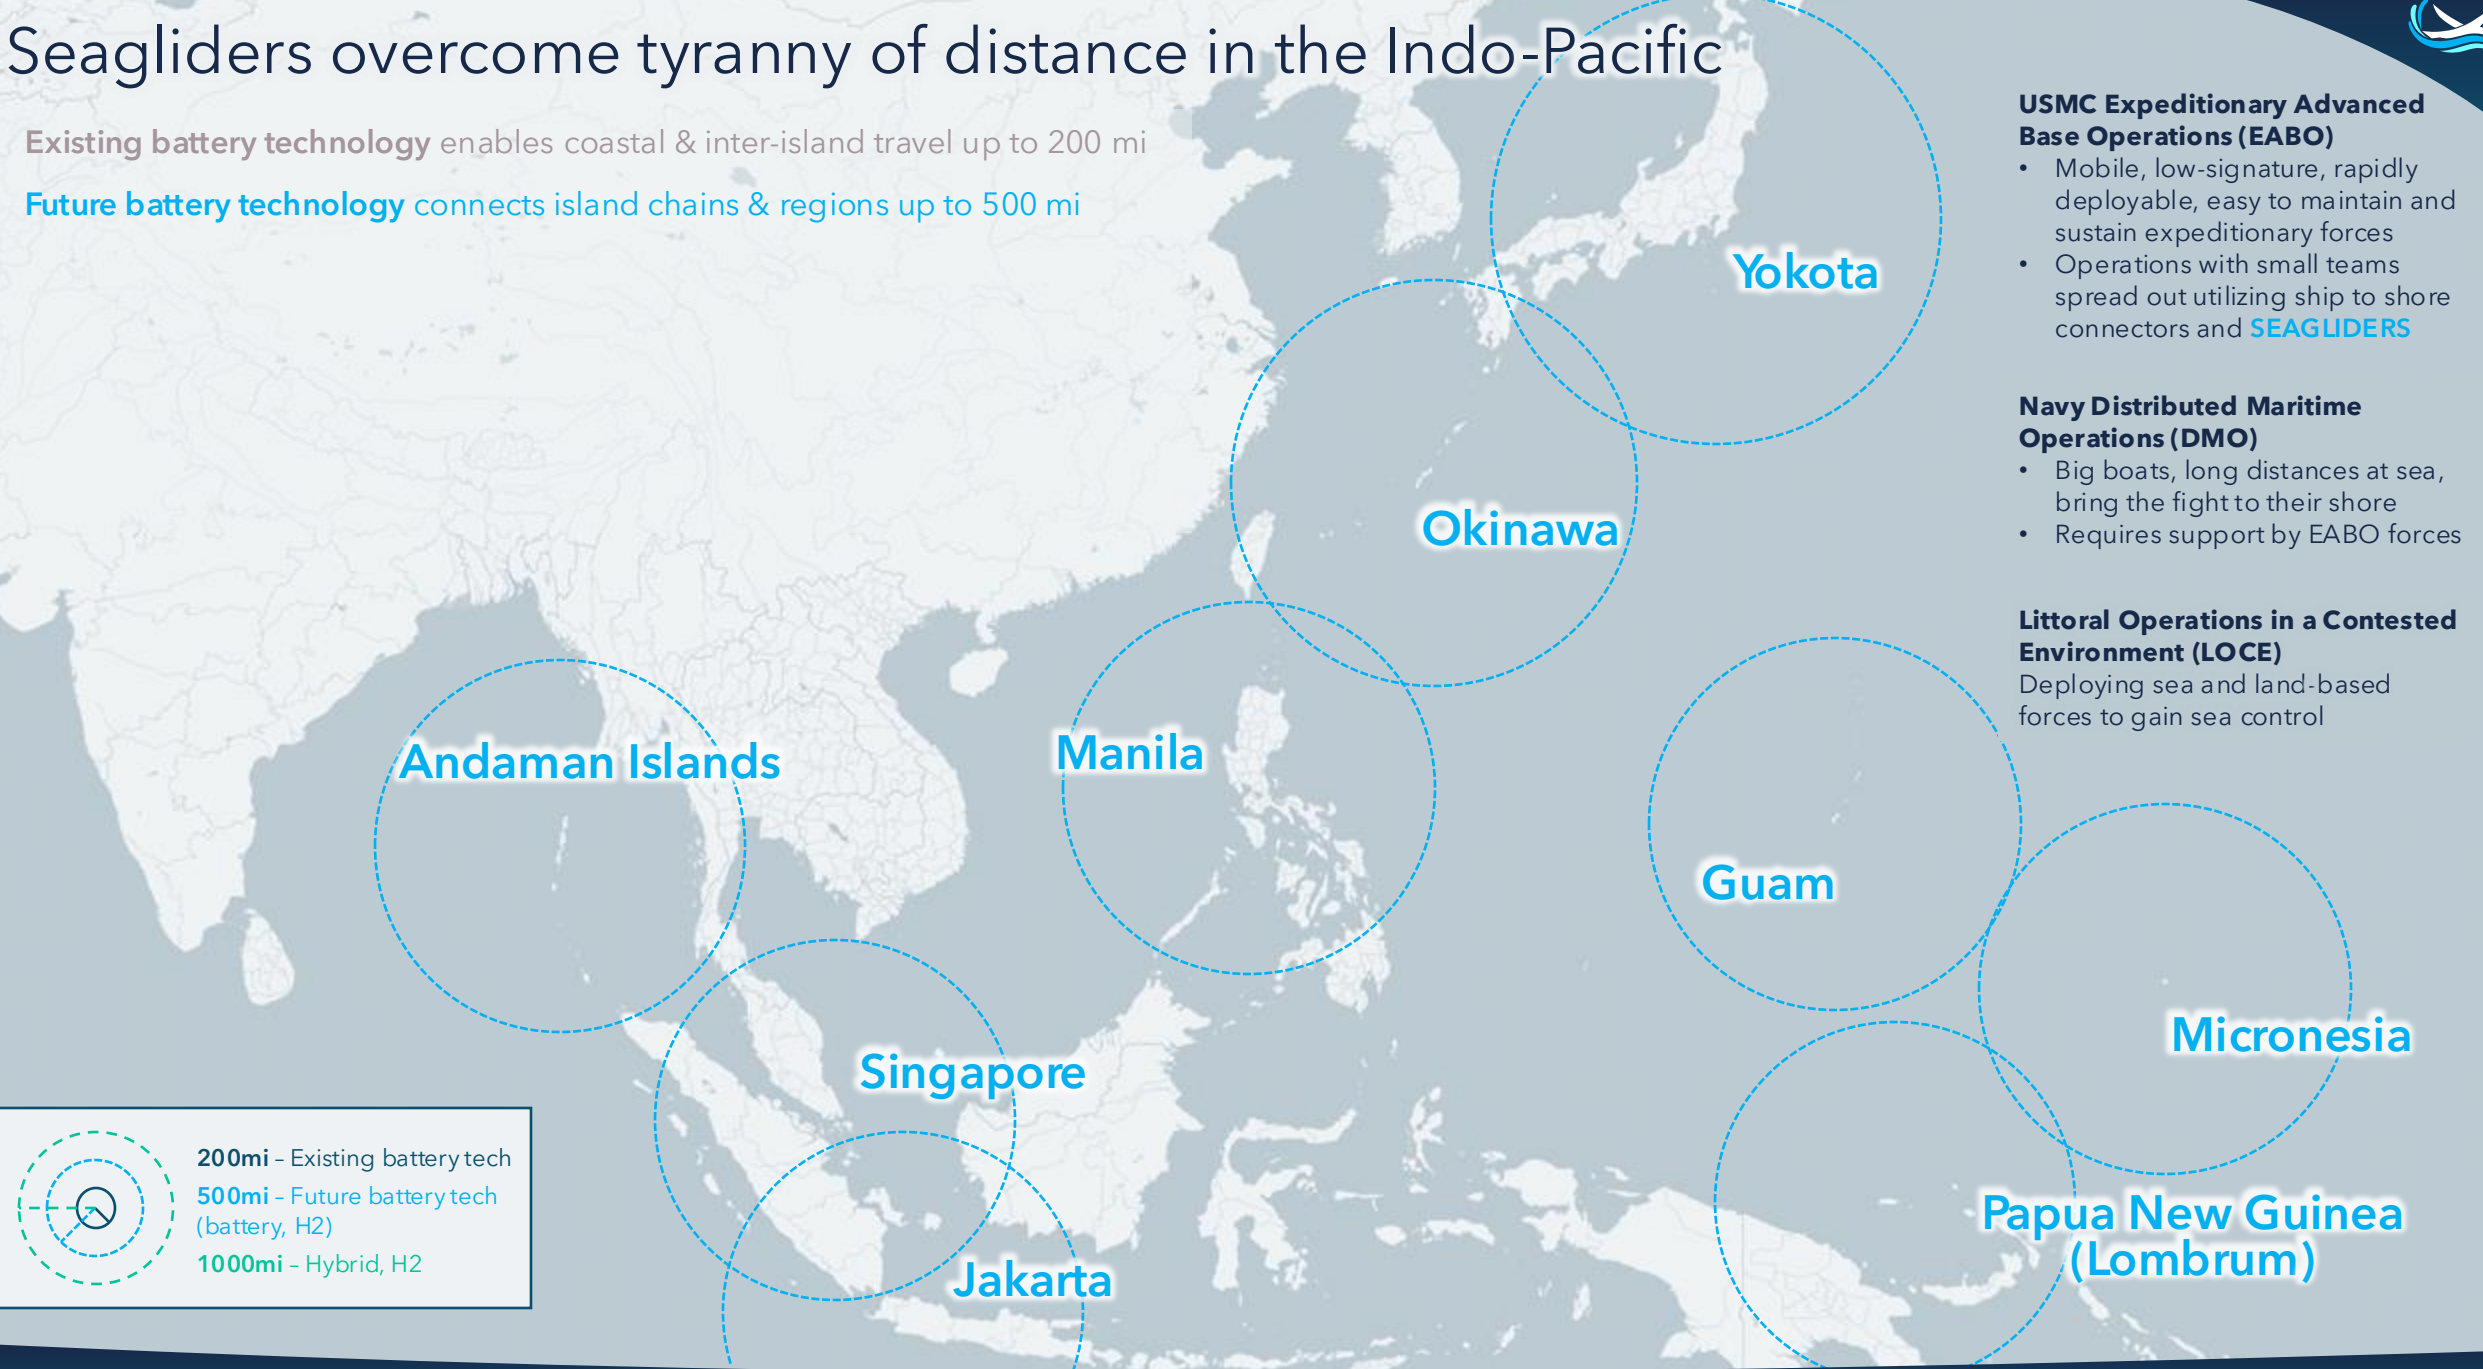 Seagliders overcome tyranny of distance in the Indo-Pacific
Existing battery technology enables coastal & inter-island travel up to 200 mi
Future battery technology connects island chains & regions up to 500 mi
USMC Expeditionary Advanced
Base Operations (EABO)
• Mobile, low-signature, rapidly
deployable, easy to maintain and
sustain expeditionary forces
• Operations with small teams
spread out utilizing ship to shore
connectors and SEAGLIDERS
Navy Distributed Maritime
Operations (DMO)
• Big boats, long distances at sea,
bring the fight to their shore
• Requires support by EABO forces
Littoral Operations in a Contested
Environment (LOCE)
Deploying sea and land-based
forces to gain sea control
Yokota
Okinawa
Manila
Andaman Islands
Guam
Micronesia
Singapore
Papua New Guinea
(Lombrum)
Jakarta
200mi – Existing battery tech
500mi – Future battery tech
(battery, H2)
1000mi – Hybrid, H2